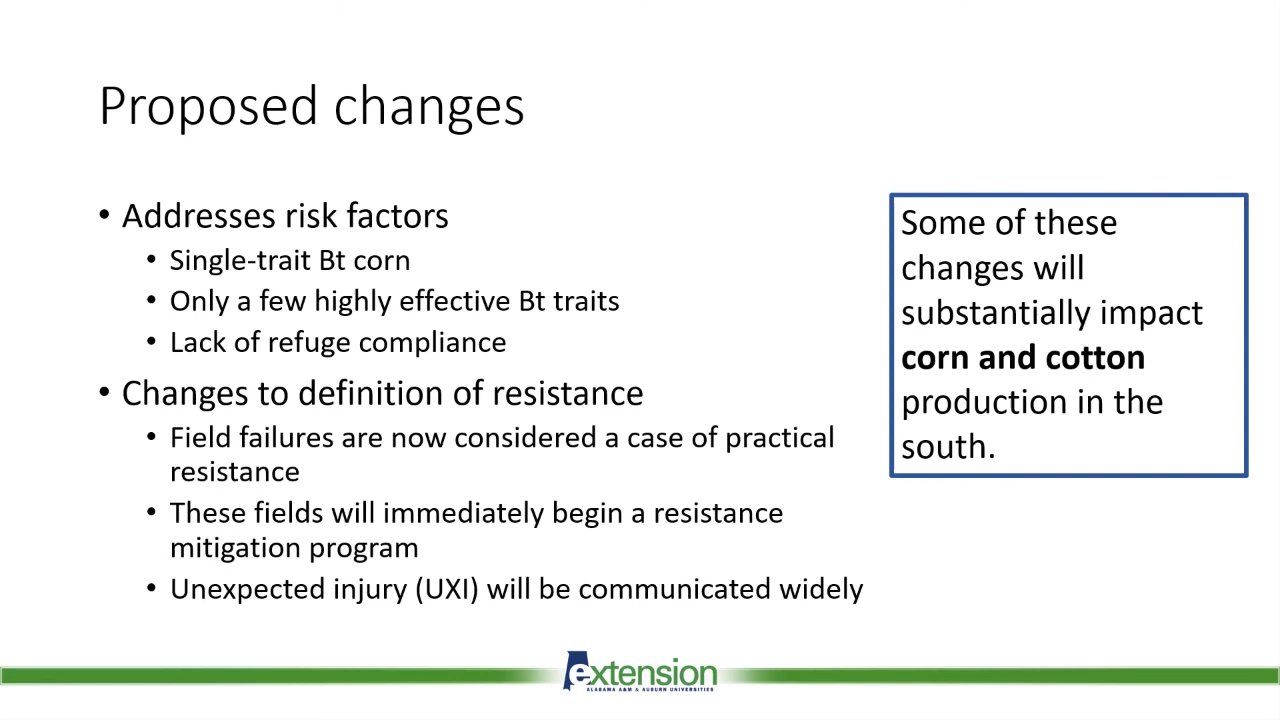 Proposed changes
• Addresses risk factors
• Single-trait Bt corn
• Only a few highly effective Bt traits
• Lack of refuge compliance
• Changes to definition of resistance
• Field failures are now considered a case of practical
resistance
• These fields will immediately begin a resistance
mitigation program
• Unexpected injury (UXI) will be communicated widely
Some of these
changes will
substantially impact
corn and cotton
production in the
south.
extension
ALABAMA A&M & AUBURN UNIVERSITIES